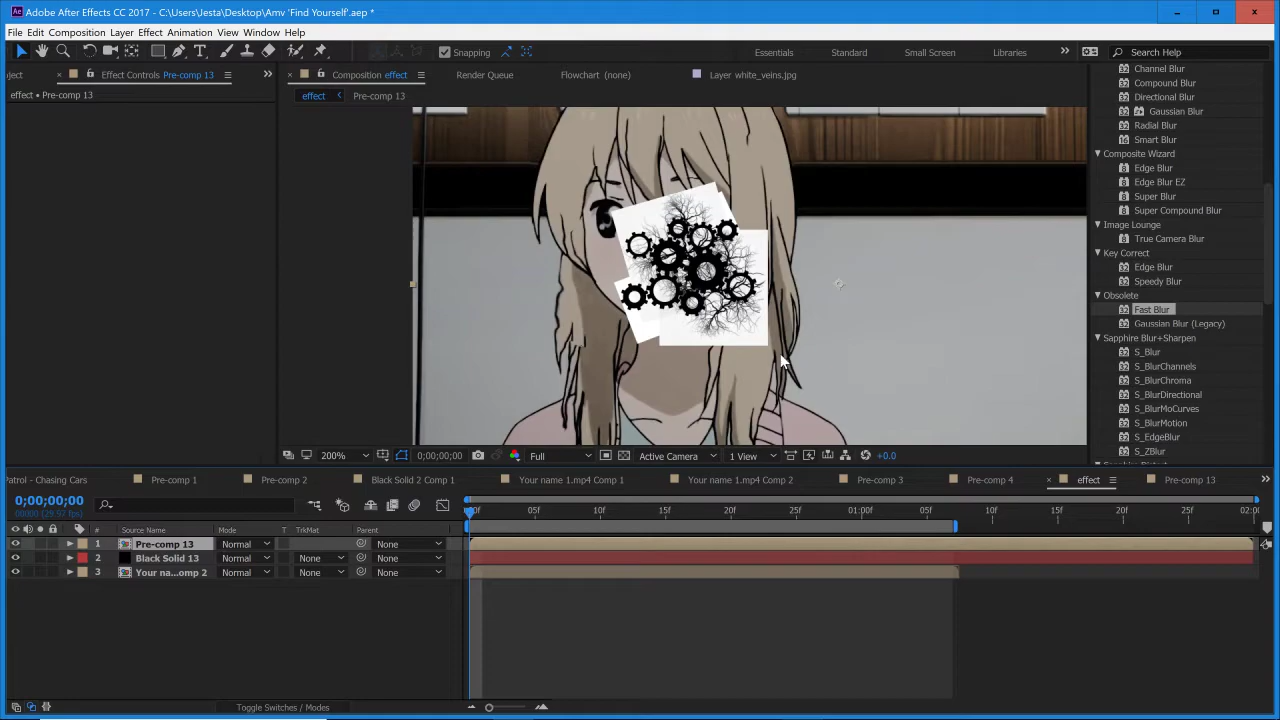 Adobe After Effects CC 2017 - C:\Users\Jesta\Desktop\Amv 'Find Yourself'.aep *
File Edit Composition Layer Effect Animation View Window Help
Snapping Essentials Standard Small Screen Libraries Search Help
ject Effect Controls Pre-comp 13 Composition effect Render Queue Flowchart (none) Layer white_veins.jpg
effect • Pre-comp 13
effect Pre-comp 13
Channel Blur
Compound Blur
Directional Blur
Gaussian Blur
Radial Blur
Smart Blur
Composite Wizard
Edge Blur
Edge Blur EZ
Super Blur
Super Compound Blur
Image Lounge
True Camera Blur
Key Correct
Edge Blur
Speedy Blur
Obsolete
Fast Blur
Gaussian Blur (Legacy)
Sapphire Blur+Sharpen
S_Blur
S_BlurChannels
S_BlurChroma
S_BlurDirectional
S_BlurMoCurves
S_BlurMotion
S_EdgeBlur
S_ZBlur
200% 0;00;00;00 Full Active Camera 1 View +0.0
Patrol - Chasing Cars Pre-comp 1 Pre-comp 2 Black Solid 2 Comp 1 Your name 1.mp4 Comp 1 Your name 1.mp4 Comp 2 Pre-comp 3 Pre-comp 4 effect Pre-comp 13
0;00;00;00
00000 (29.97 fps)
00f 05f 10f 15f 20f 25f 01:00f 05f 10f 15f 20f 25f 02:0
# Source Name Mode T TrkMat Parent
1 Pre-comp 13 Normal None
2 Black Solid 13 Normal None None
3 Your na...omp 2 Normal None None
Toggle Switches / Modes